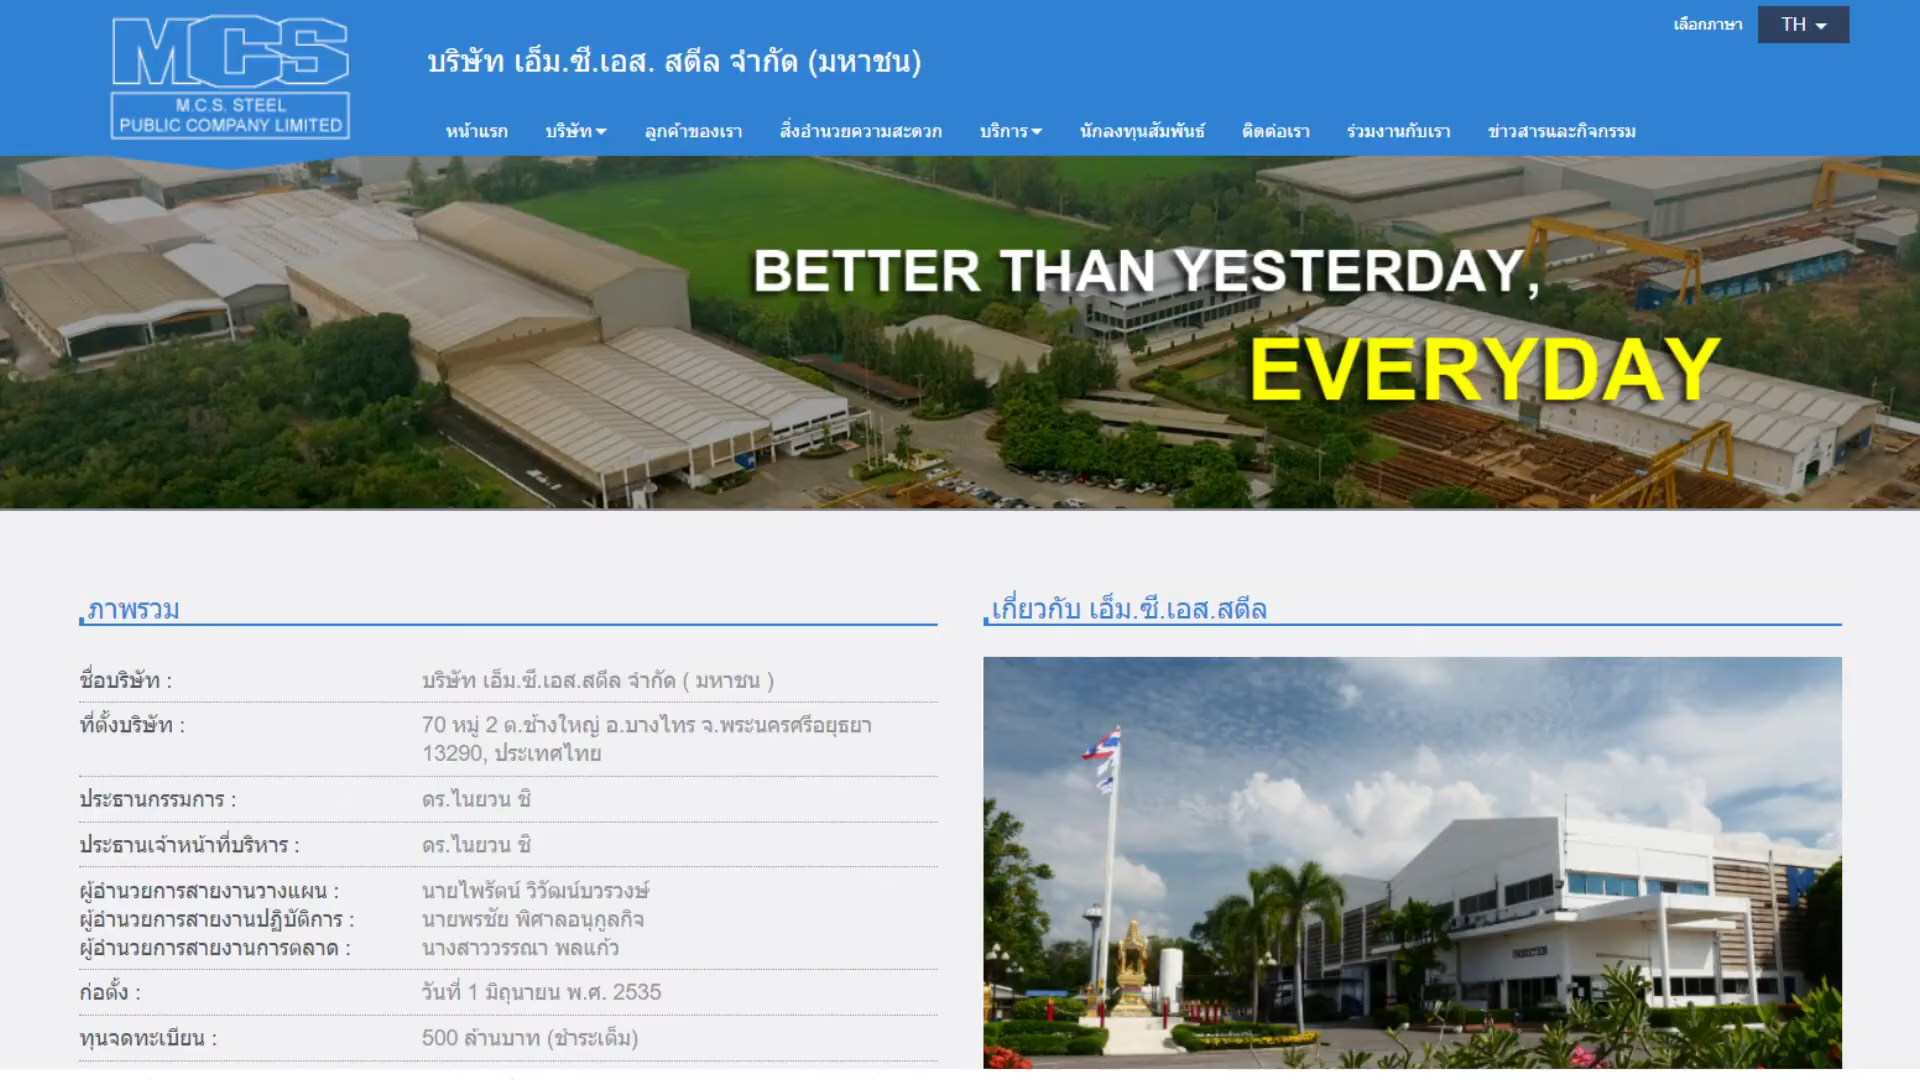 MCS
M.C.S. STEEL
PUBLIC COMPANY LIMITED
บริษัท เอ็ม.ซี.เอส. สตีล จำกัด (มหาชน)
เลือกภาษา TH
หน้าแรก บริษัท ลูกค้าของเรา สิ่งอำนวยความสะดวก บริการ นักลงทุนสัมพันธ์ ติดต่อเรา ร่วมงานกับเรา ข่าวสารและกิจกรรม
BETTER THAN YESTERDAY,
EVERYDAY
ภาพรวม
ชื่อบริษัท : บริษัท เอ็ม.ซี.เอส.สตีล จำกัด ( มหาชน )
ที่ตั้งบริษัท : 70 หมู่ 2 ต.ช้างใหญ่ อ.บางไทร จ.พระนครศรีอยุธยา
13290, ประเทศไทย
ประธานกรรมการ : ดร.ไนยวน ชิ
ประธานเจ้าหน้าที่บริหาร : ดร.ไนยวน ชิ
ผู้อำนวยการสายงานวางแผน : นายไพรัตน์ วิวัฒน์บวรวงษ์
ผู้อำนวยการสายงานปฏิบัติการ : นายพรชัย พิศาลอนุกูลกิจ
ผู้อำนวยการสายงานการตลาด : นางสาววรรณา พลแก้ว
ก่อตั้ง : วันที่ 1 มิถุนายน พ.ศ. 2535
ทุนจดทะเบียน : 500 ล้านบาท (ชำระเต็ม)
เกี่ยวกับ เอ็ม.ซี.เอส.สตีล